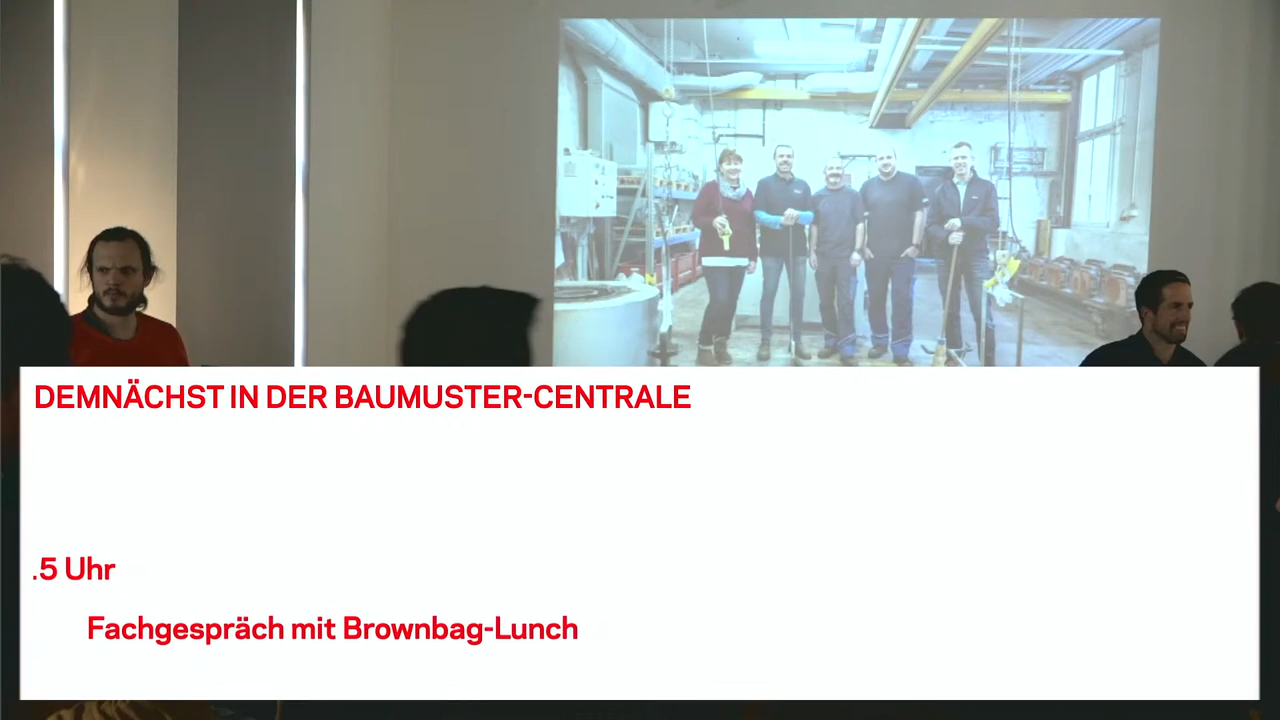 DEMNÄCHST IN DER BAUMUSTER-CENTRALE
.5 Uhr
Fachgespräch mit Brownbag-Lunch